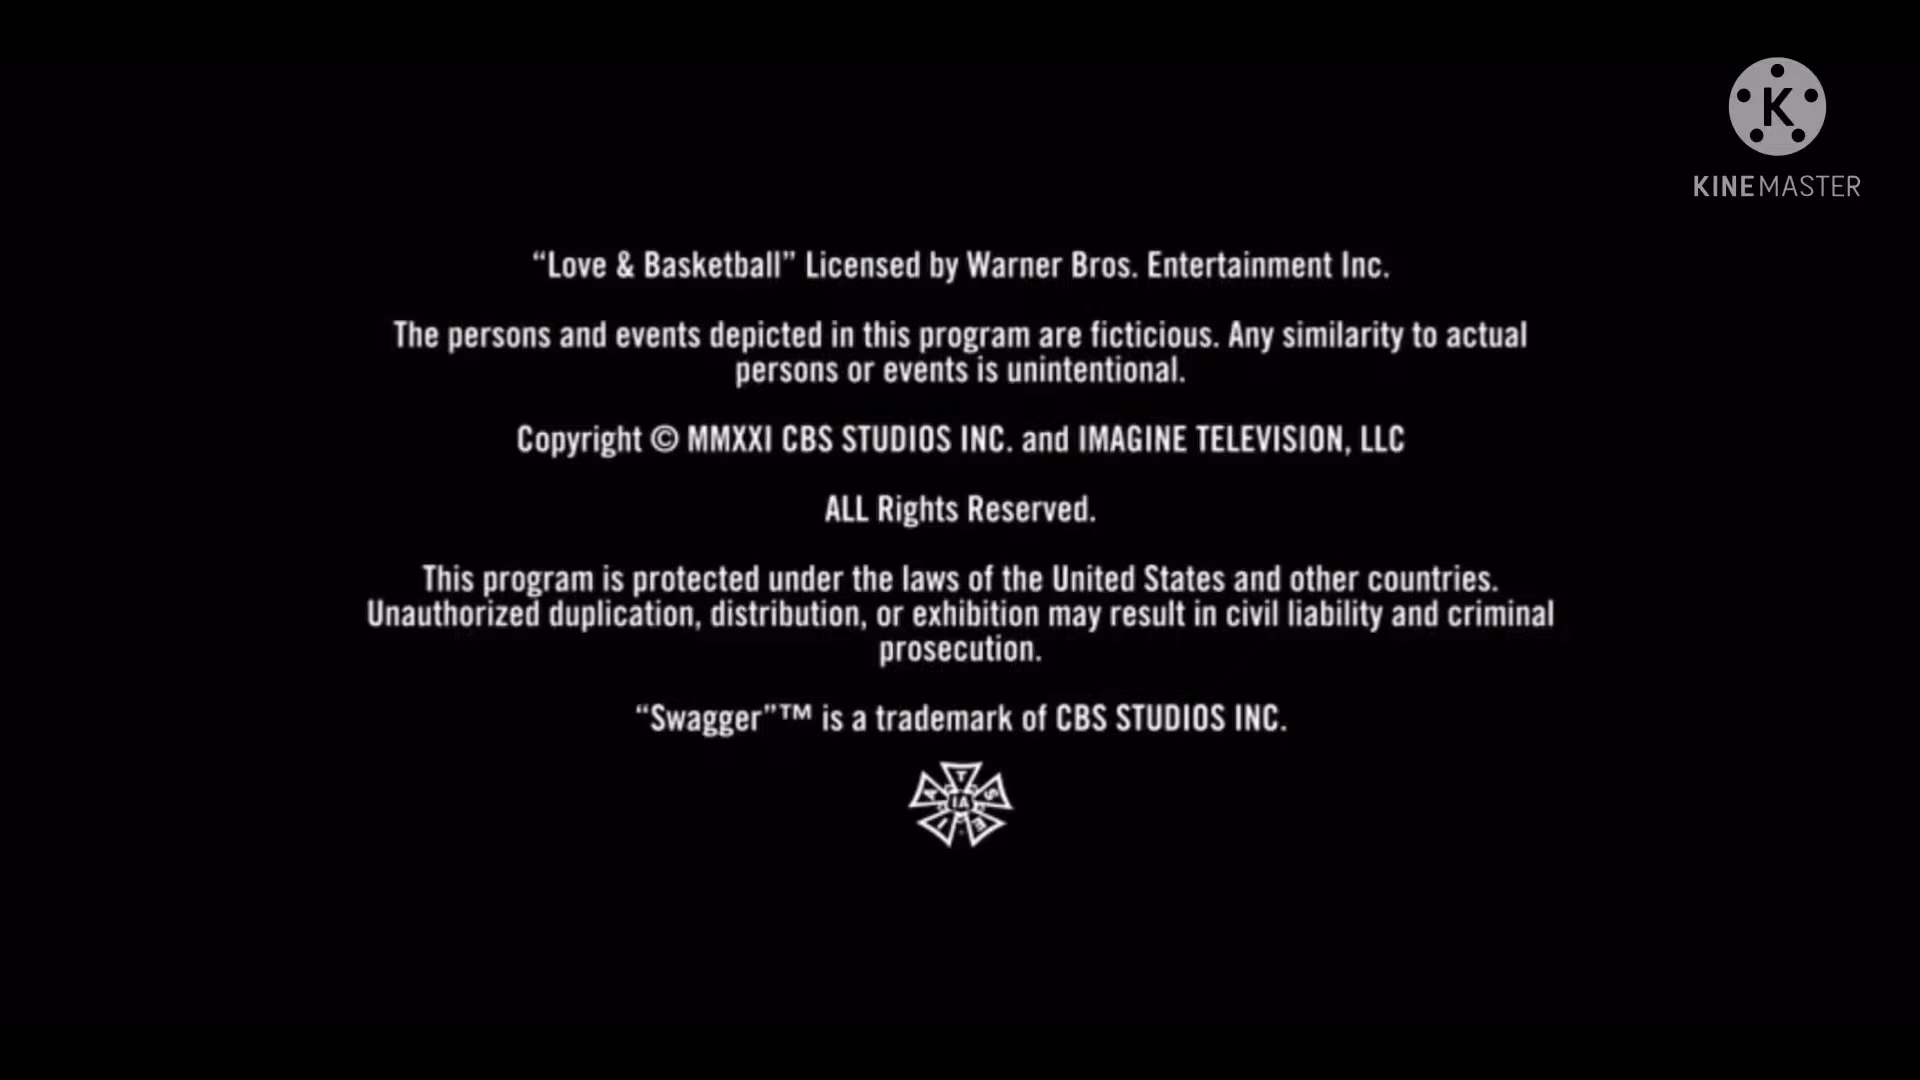 K
KINEMASTER
“Love & Basketball” Licensed by Warner Bros. Entertainment Inc.
The persons and events depicted in this program are ficticious. Any similarity to actual
persons or events is unintentional.
Copyright © MMXXI CBS STUDIOS INC. and IMAGINE TELEVISION, LLC
ALL Rights Reserved.
This program is protected under the laws of the United States and other countries.
Unauthorized duplication, distribution, or exhibition may result in civil liability and criminal
prosecution.
“Swagger”™ is a trademark of CBS STUDIOS INC.
IATSE
IA